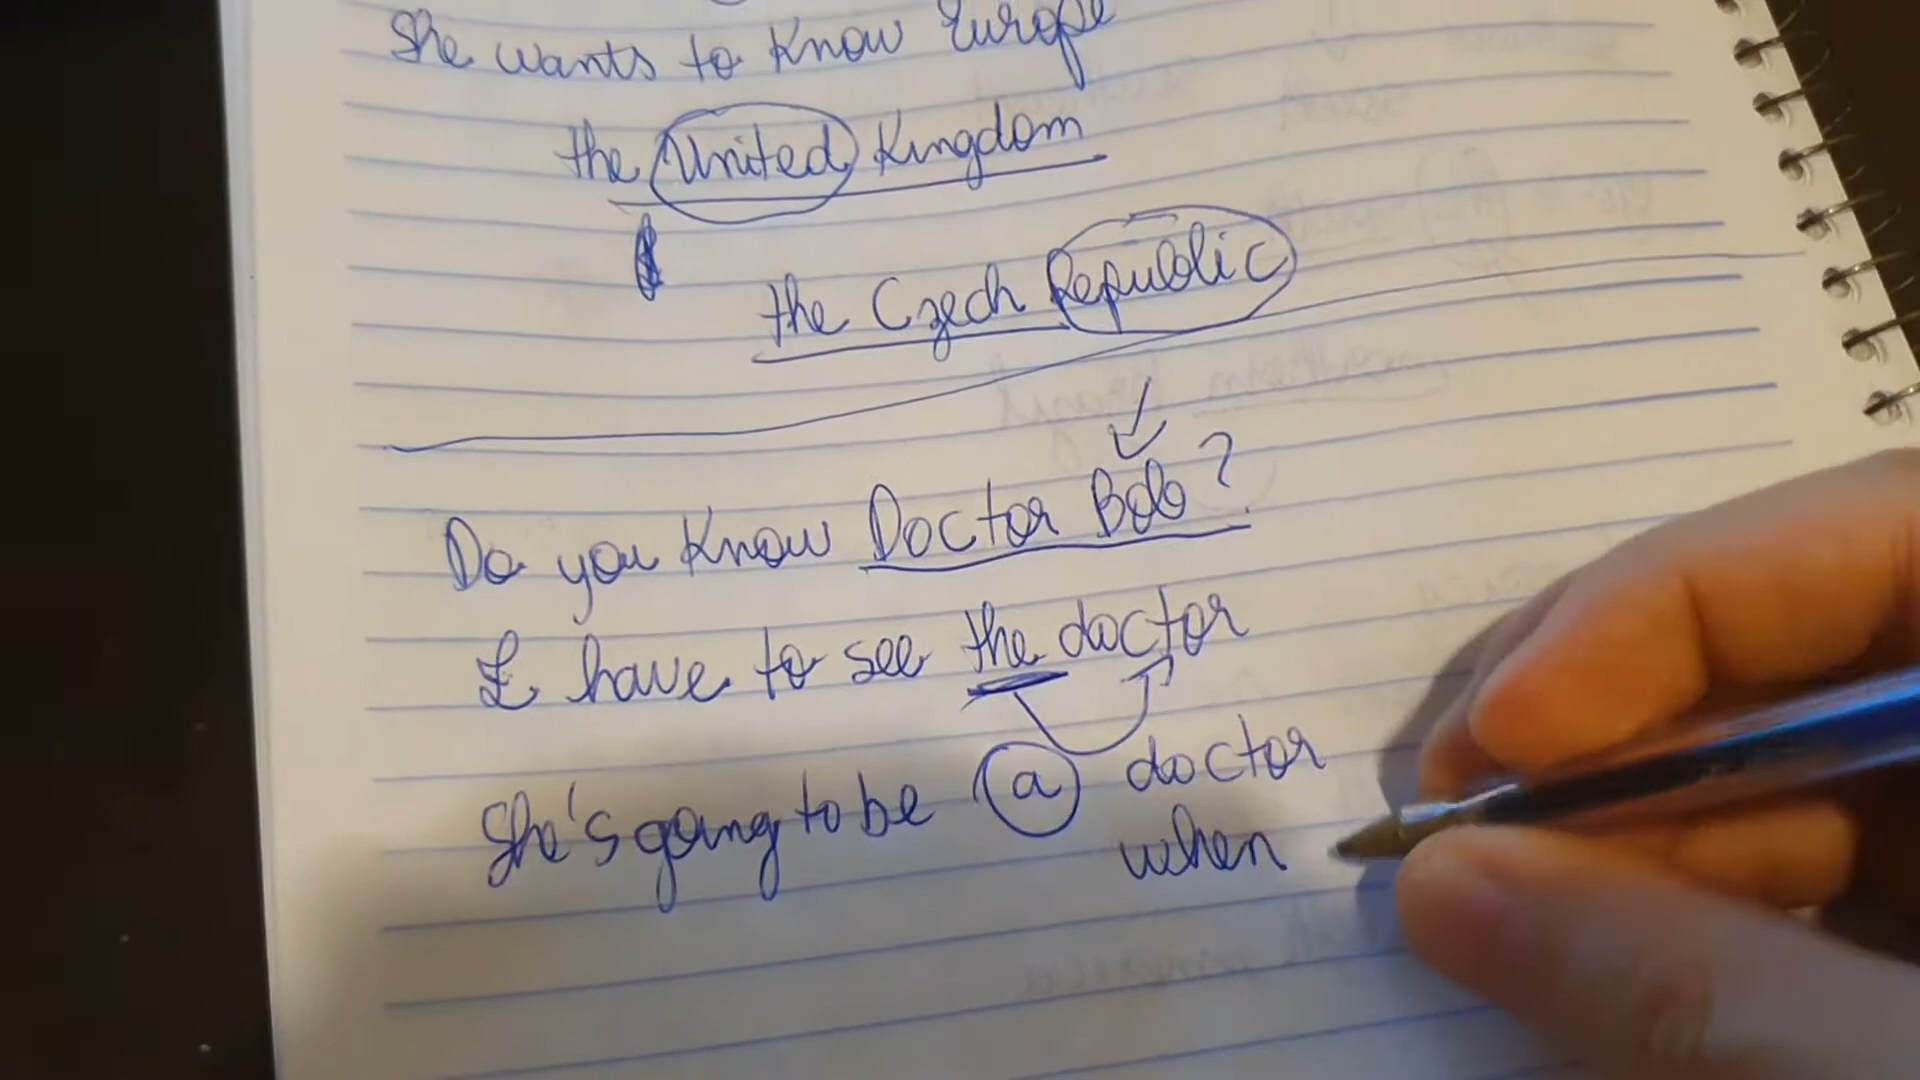 She wants to know Europe
the United Kingdom
the Czech Republic
Do you know Doctor Bob?
I have to see the doctor
She's going to be a doctor
when